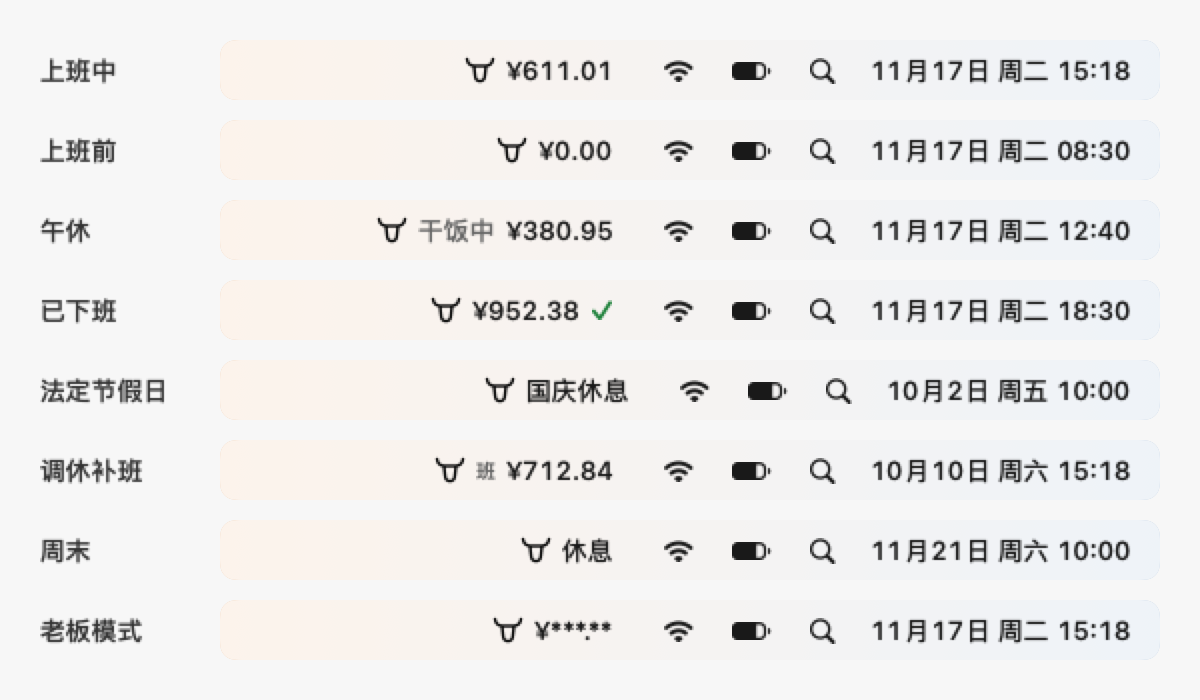 上班中 ¥611.01 11月17日 周二 15:18
上班前 ¥0.00 11月17日 周二 08:30
午休 干饭中 ¥380.95 11月17日 周二 12:40
已下班 ¥952.38 11月17日 周二 18:30
法定节假日 国庆休息 10月2日 周五 10:00
调休补班 班 ¥712.84 10月10日 周六 15:18
周末 休息 11月21日 周六 10:00
老板模式 ¥***.** 11月17日 周二 15:18